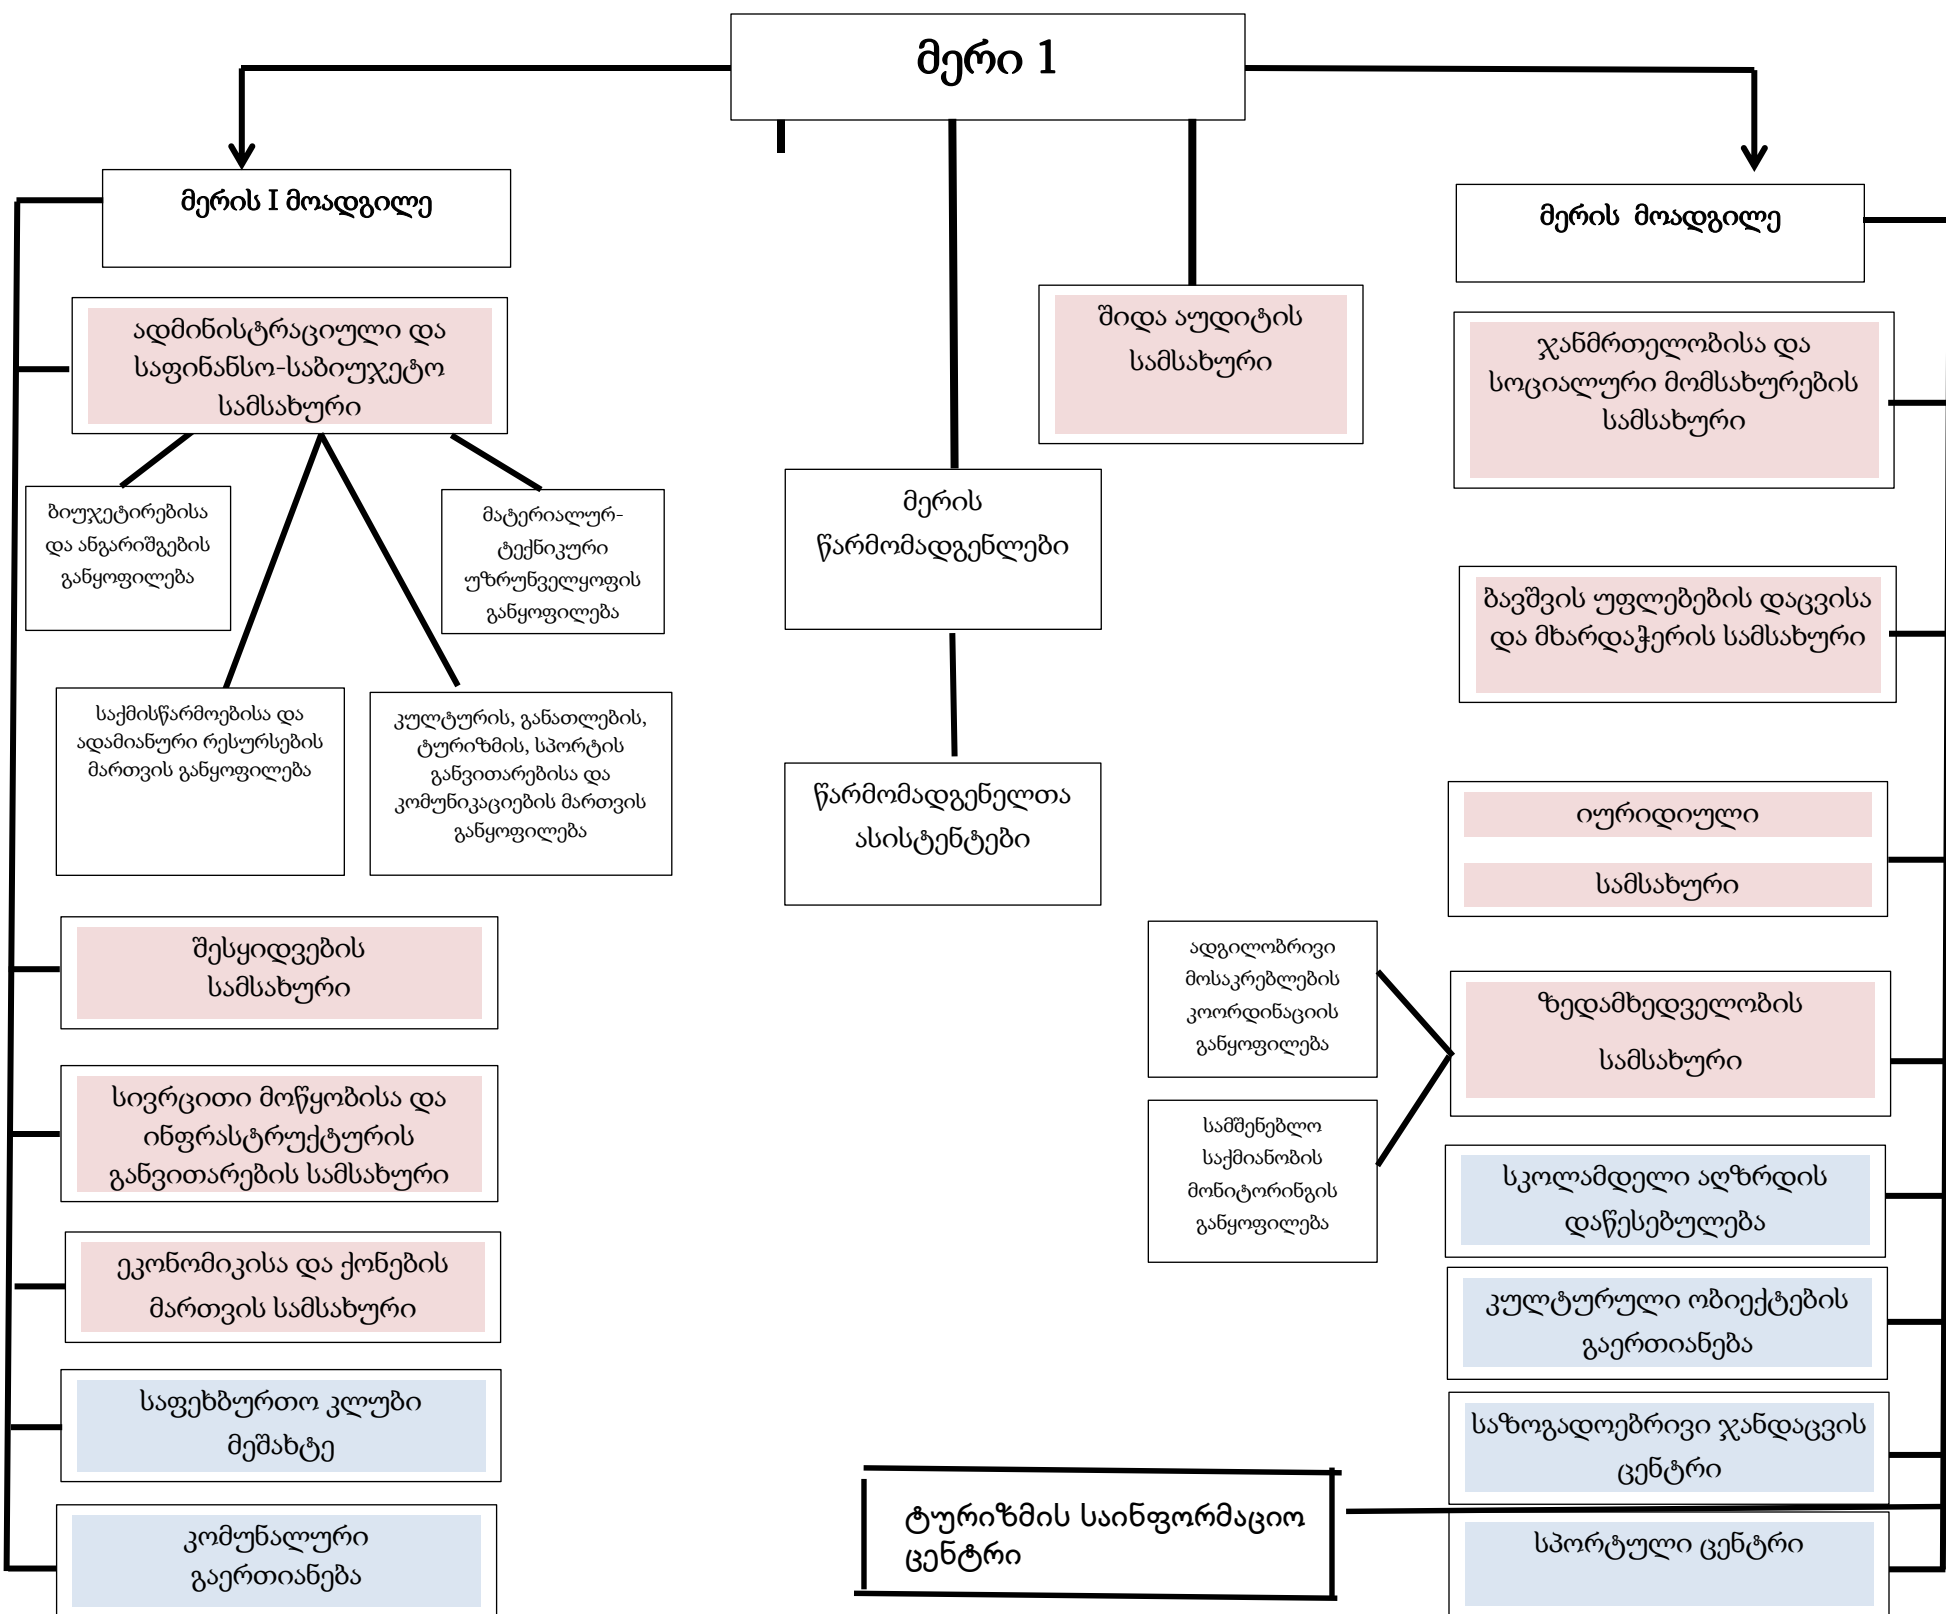 მერი 1
მერის I მოადგილე
ადმინისტრაციული და
საფინანსო-საბიუჯეტო
სამსახური
ბიუჯეტირებისა
და ანგარიშგების
განყოფილება
მატერიალურ-
ტექნიკური
უზრუნველყოფის
განყოფილება
საქმისწარმოებისა და
ადამიანური რესურსების
მართვის განყოფილება
კულტურის, განათლების,
ტურიზმის, სპორტის
განვითარებისა და
კომუნიკაციების მართვის
განყოფილება
შესყიდვების
სამსახური
სივრცითი მოწყობისა და
ინფრასტრუქტურის
განვითარების სამსახური
ეკონომიკისა და ქონების
მართვის სამსახური
საფეხბურთო კლუბი
მეშახტე
კომუნალური
გაერთიანება
მერის
წარმომადგენლები
წარმომადგენელთა
ასისტენტები
შიდა აუდიტის
სამსახური
მერის  მოადგილე
ჯანმრთელობისა და
სოციალური მომსახურების
სამსახური
ბავშვის უფლებების დაცვისა
და მხარდაჭერის სამსახური
იურიდიული
სამსახური
ადგილობრივი
მოსაკრებლების
კოორდინაციის
განყოფილება
სამშენებლო
საქმიანობის
მონიტორინგის
განყოფილება
ზედამხედველობის
სამსახური
სკოლამდელი აღზრდის
დაწესებულება
კულტურული ობიექტების
გაერთიანება
საზოგადოებრივი ჯანდაცვის
ცენტრი
სპორტული ცენტრი
ტურიზმის საინფორმაციო
ცენტრი